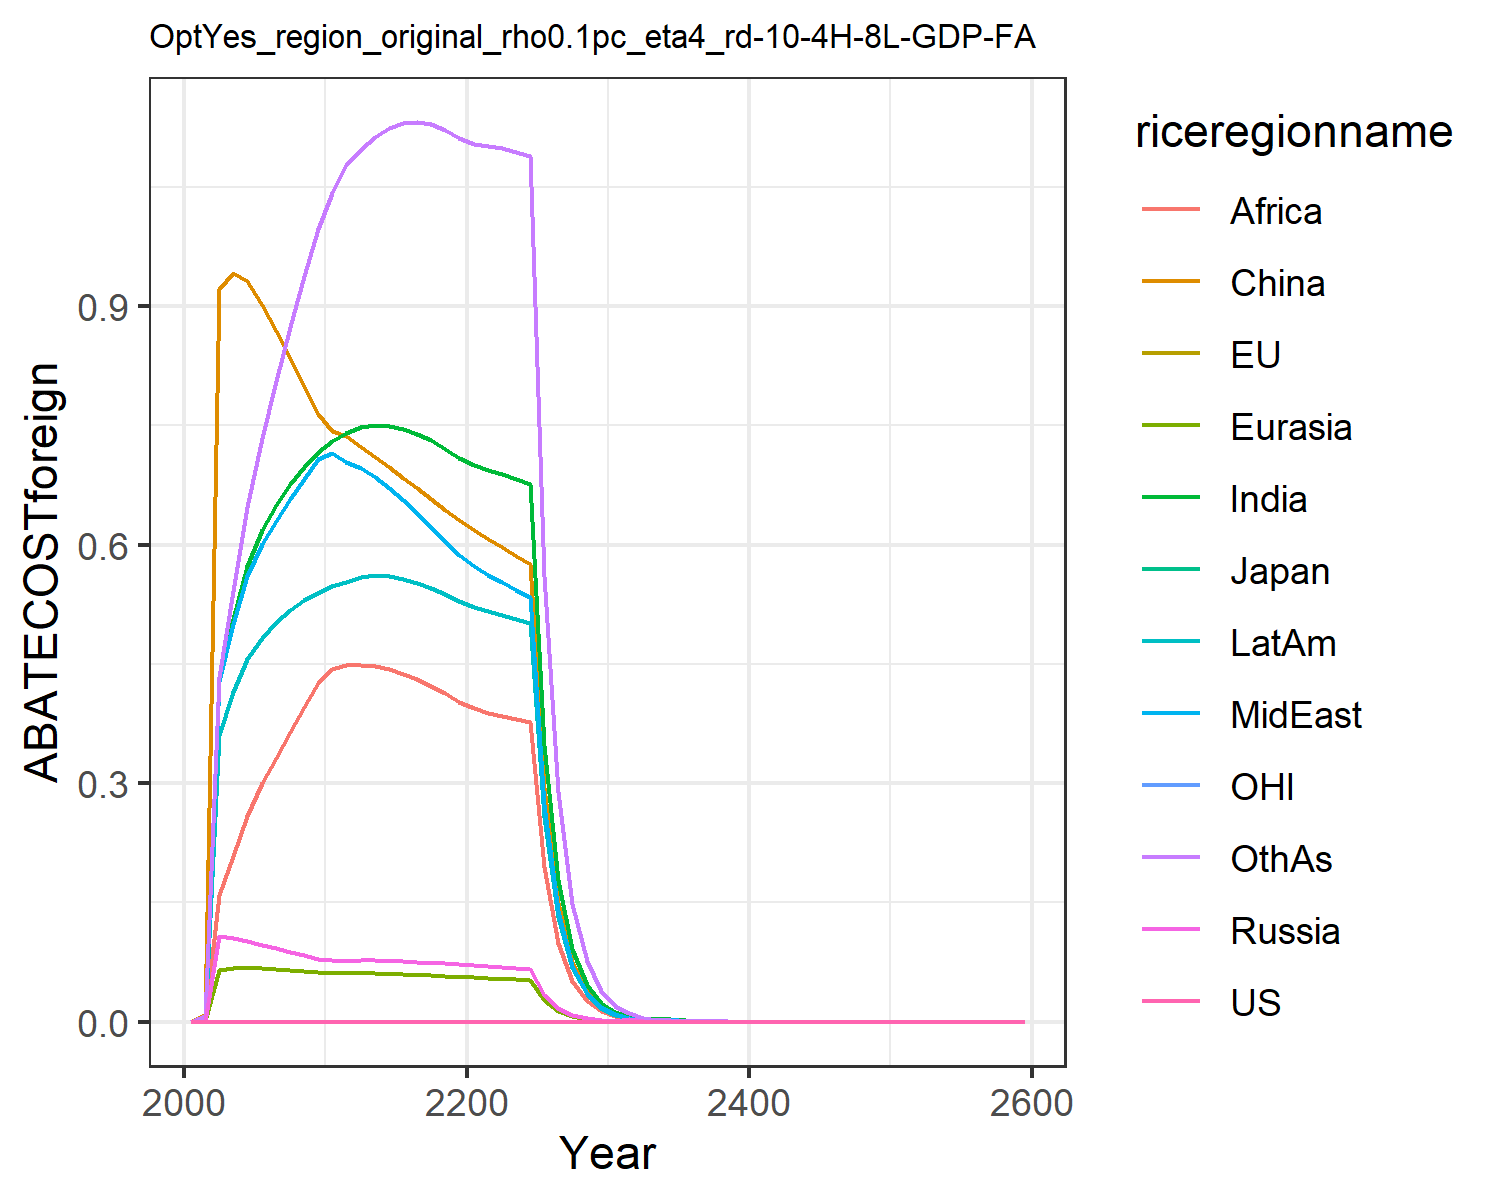 OptYes_region_original_rho0.1pc_eta4_rd-10-4H-8L-GDP-FA
ABATECOSTforeign
0.9
0.6
0.3
0.0
2000
2200
2400
2600
Year
riceregionname
Africa
China
EU
Eurasia
India
Japan
LatAm
MidEast
OHI
OthAs
Russia
US